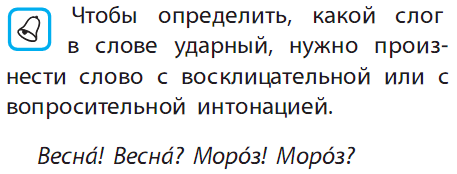 Чтобы определить, какой слог
в слове ударный, нужно произ-
нести слово с восклицательной или с
вопросительной интонацией.
Весна́! Весна́? Моро́з! Моро́з?